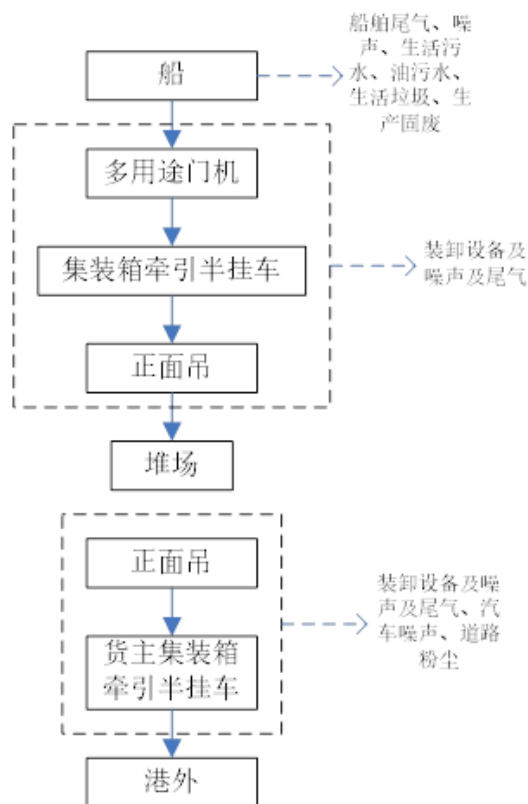 船
船舶尾气、噪
声、生活污
水、油污水、
生活垃圾、生
产固废
多用途门机
集装箱牵引半挂车
装卸设备及
噪声及尾气
正面吊
堆场
正面吊
货主集装箱
牵引半挂车
装卸设备及噪
声及尾气、汽
车噪声、道路
粉尘
港外